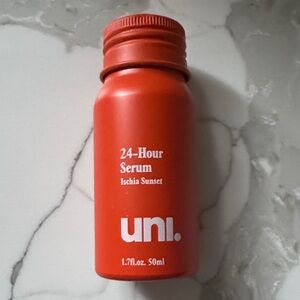 24-Hour
Serum
Ischia Sunset
uni.
1.7fl.oz. 50ml